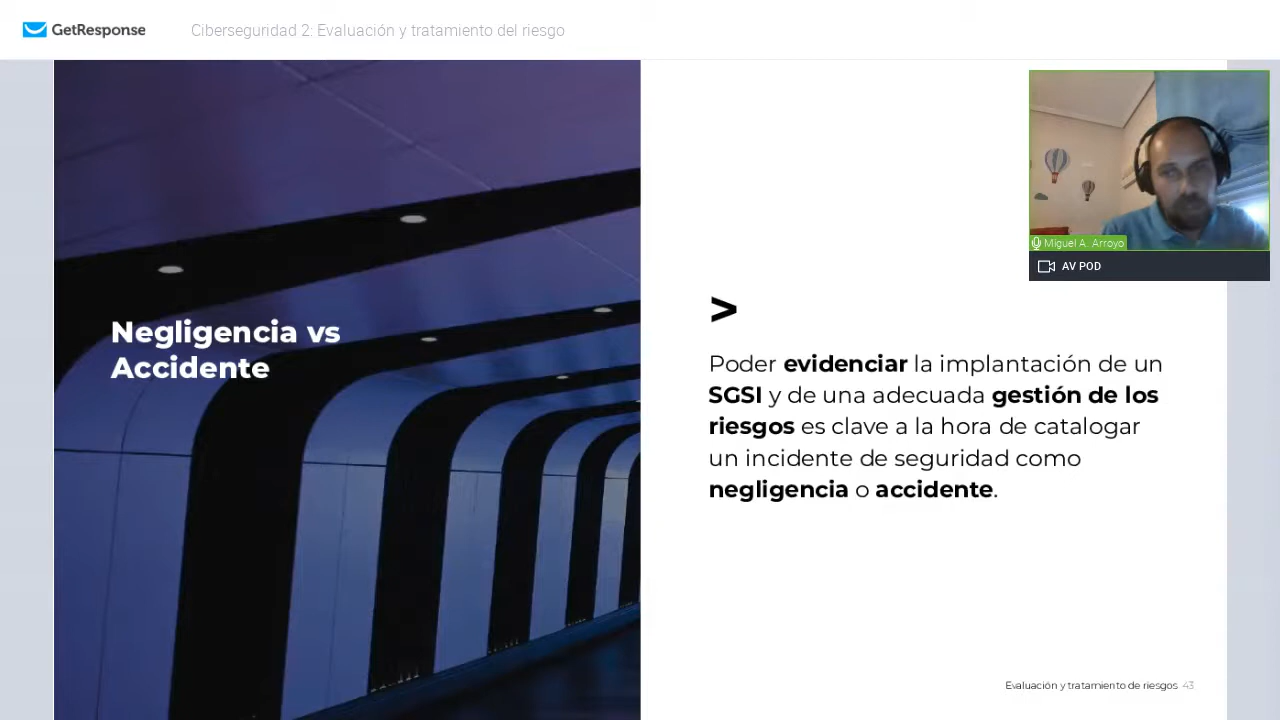 GetResponse
Ciberseguridad 2: Evaluación y tratamiento del riesgo
Negligencia vs
Accidente
Miguel A. Arroyo
AV POD
>
Poder evidenciar la implantación de un
SGSI y de una adecuada gestión de los
riesgos es clave a la hora de catalogar
un incidente de seguridad como
negligencia o accidente.
Evaluación y tratamiento de riesgos 43